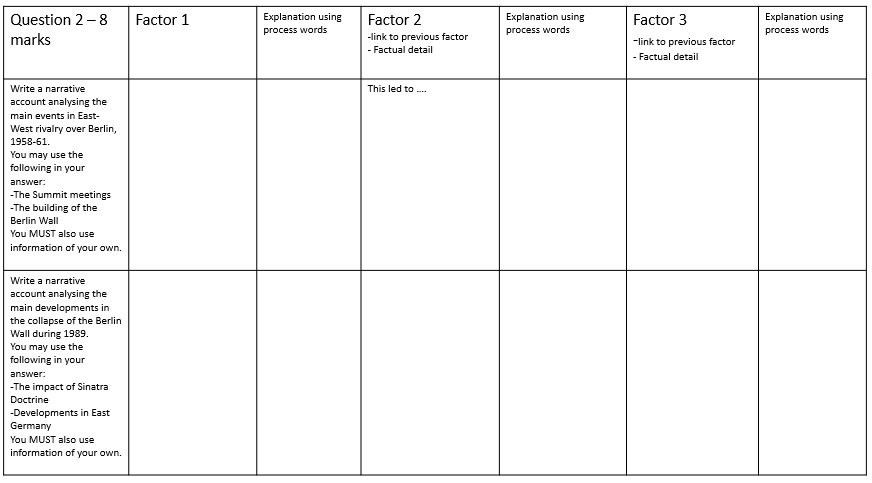 Question 2 – 8
marks
Factor 1
Explanation using
process words
Factor 2
-link to previous factor
- Factual detail
Explanation using
process words
Factor 3
-link to previous factor
- Factual detail
Explanation using
process words
Write a narrative
account analysing the
main events in East-
West rivalry over Berlin,
1958-61.
You may use the
following in your
answer:
-The Summit meetings
-The building of the
Berlin Wall
You MUST also use
information of your own.
This led to ....
Write a narrative
account analysing the
main developments in
the collapse of the Berlin
Wall during 1989.
You may use the
following in your
answer:
-The impact of Sinatra
Doctrine
-Developments in East
Germany
You MUST also use
information of your own.